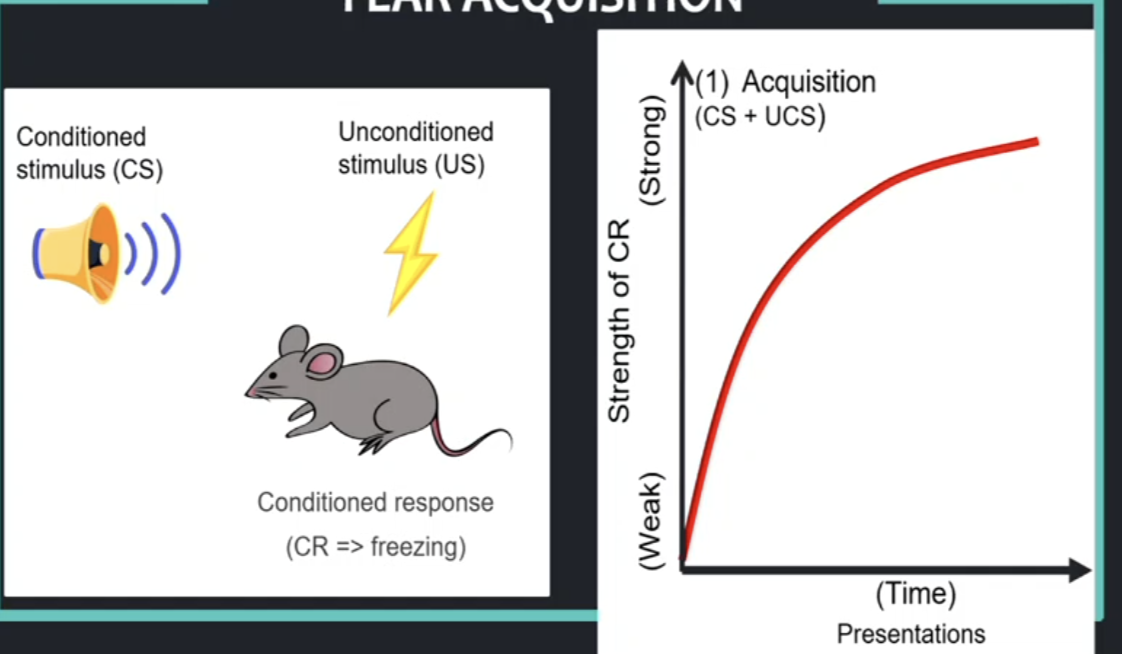 FEAR ACQUISITION
Conditioned
stimulus (CS)
Unconditioned
stimulus (US)
Conditioned response
(CR => freezing)
(1) Acquisition
(CS + UCS)
(Strong)
Strength of CR
(Weak)
(Time)
Presentations